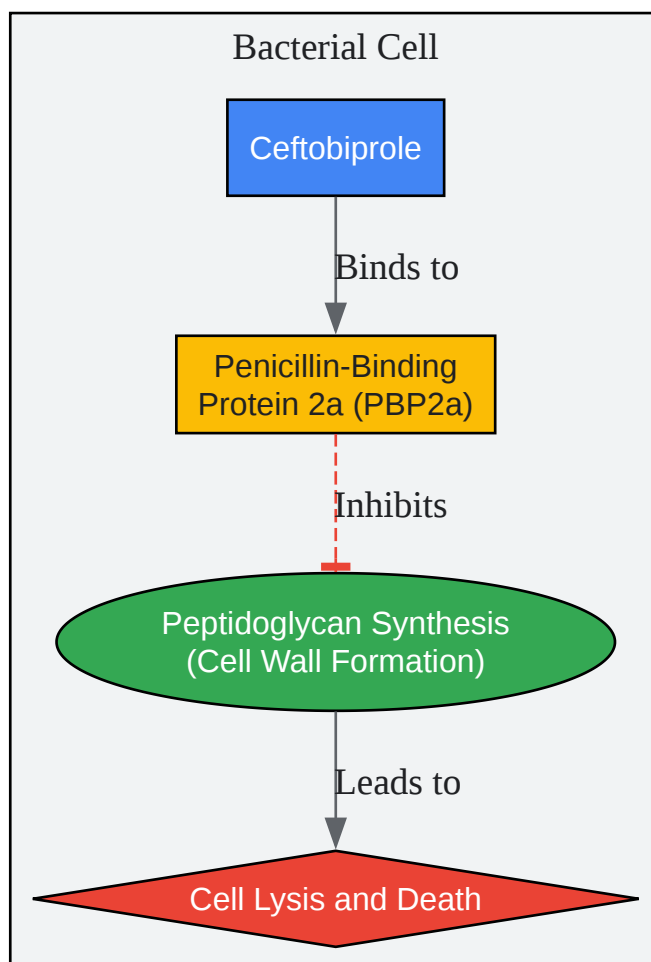 Bacterial Cell
Ceftobiprole
Binds to
Penicillin-Binding
Protein 2a (PBP2a)
Inhibits
Peptidoglycan Synthesis
(Cell Wall Formation)
Leads to
Cell Lysis and Death